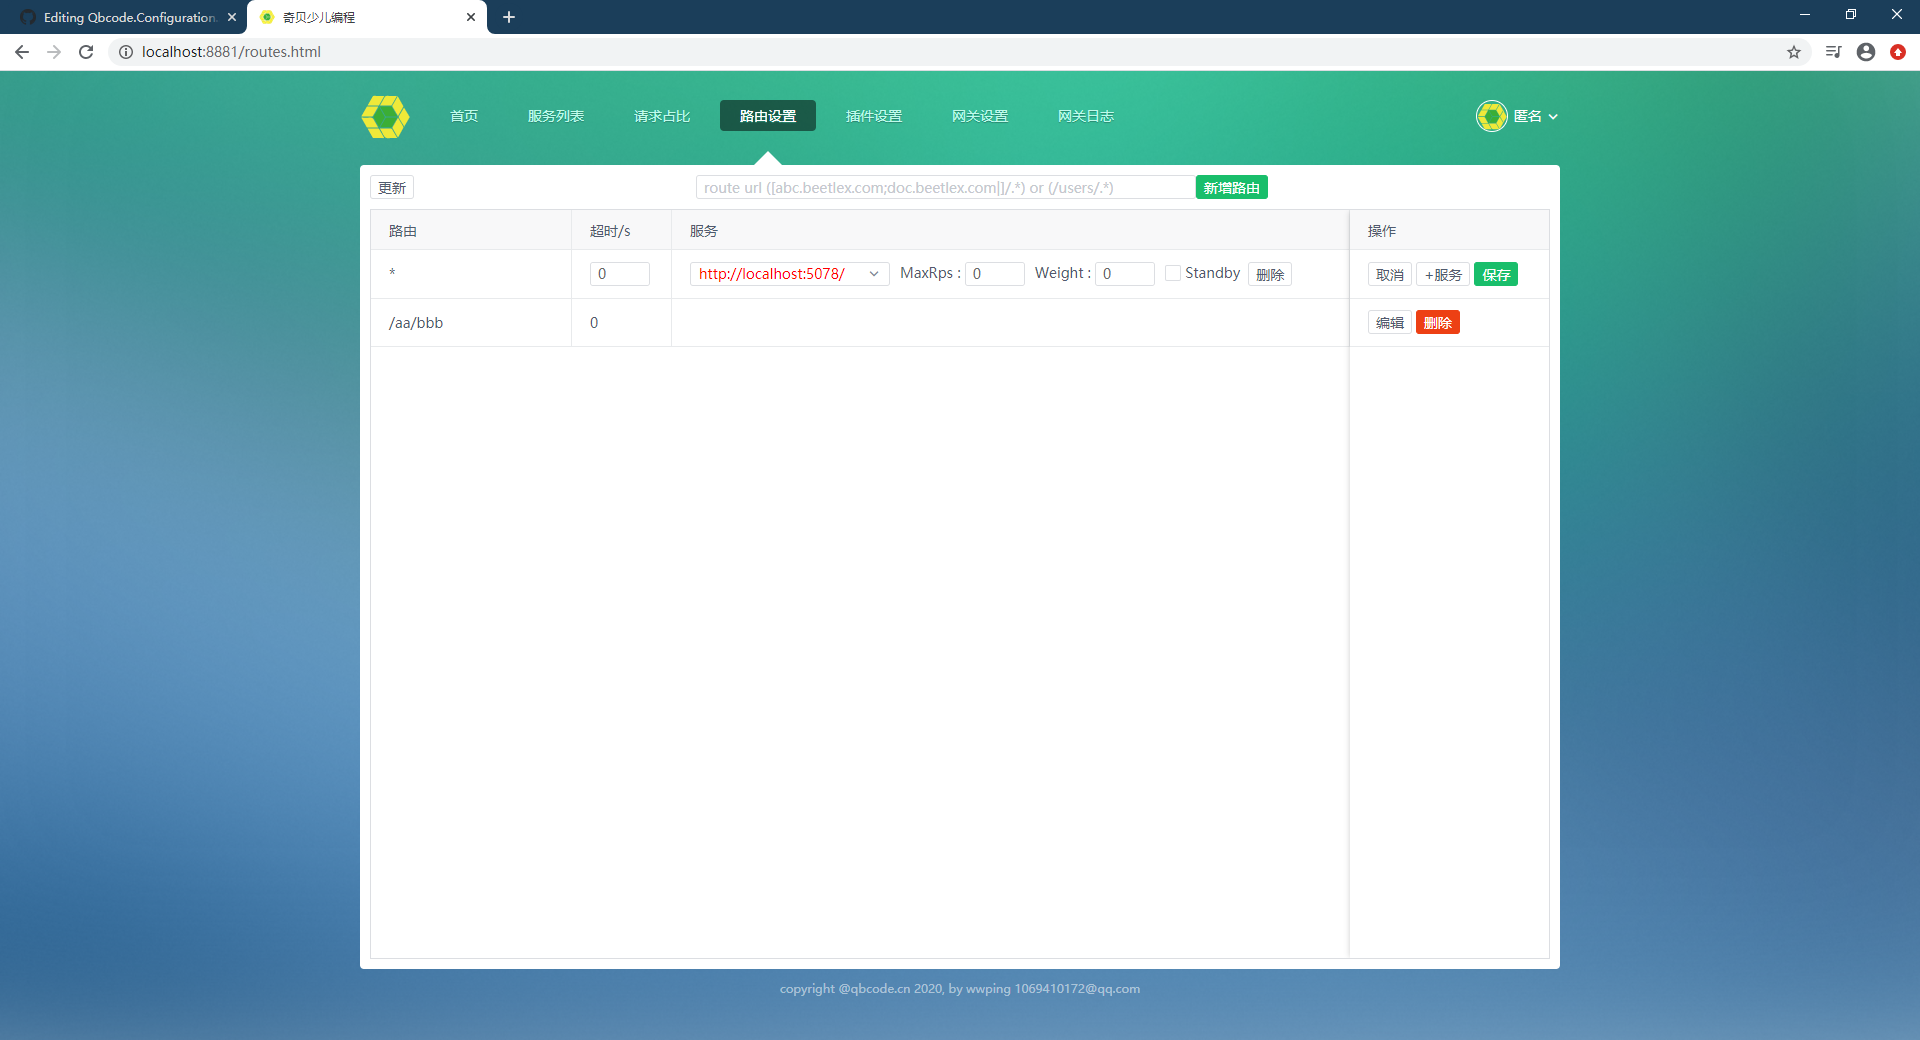 Editing Qbcode.Configuration.
奇贝少儿编程
localhost:8881/routes.html
首页 服务列表 请求占比 路由设置 插件设置 网关设置 网关日志 匿名
更新 route url ([abc.beetlex.com;doc.beetlex.com|]/.*) or (/users/.*) 新增路由
路由 超时/s 服务 操作
* 0 http://localhost:5078/ MaxRps : 0 Weight : 0 Standby 删除 取消 +服务 保存
/aa/bbb 0 编辑 删除
copyright @qbcode.cn 2020, by wwping 1069410172@qq.com